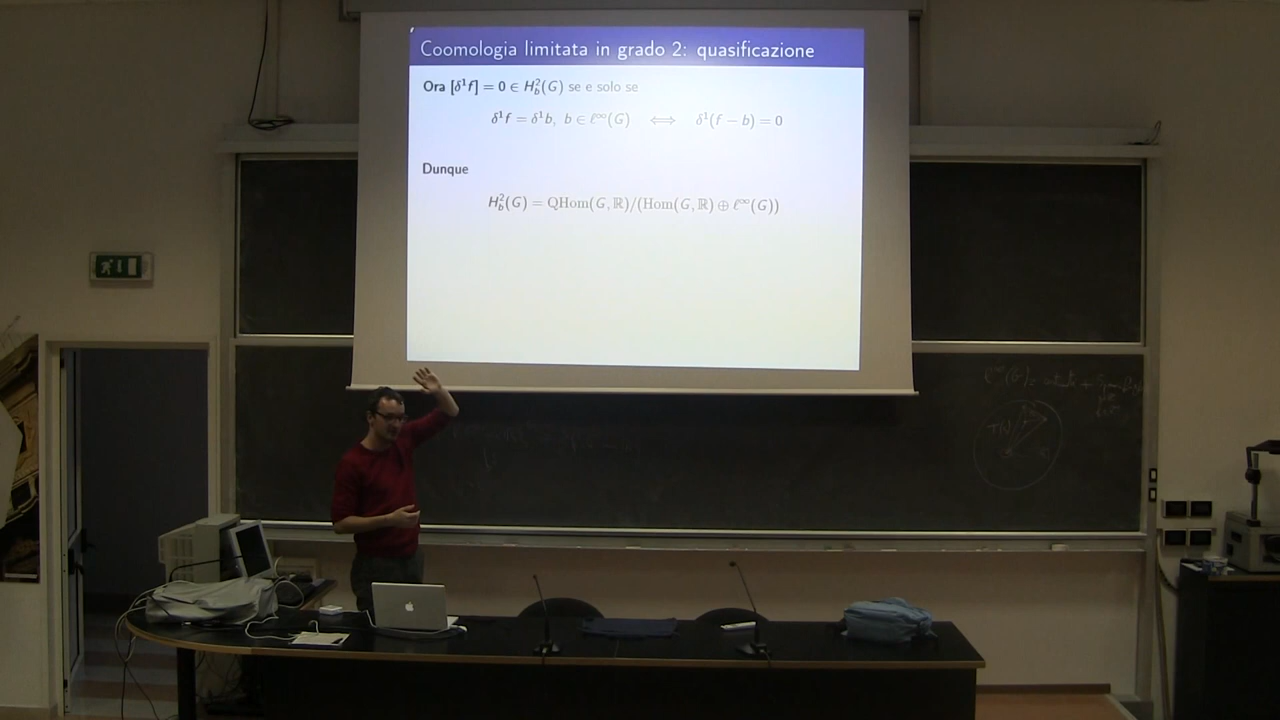 Coomologia limitata in grado 2: quasificazione
Ora [δ¹f] = 0 ∈ H²_b(G) se e solo se
δ¹f = δ¹b, b ∈ ℓ^∞(G) ⟺ δ¹(f − b) = 0
Dunque
H²_b(G) = QHom(G, ℝ)/(Hom(G, ℝ) ⊕ ℓ^∞(G))